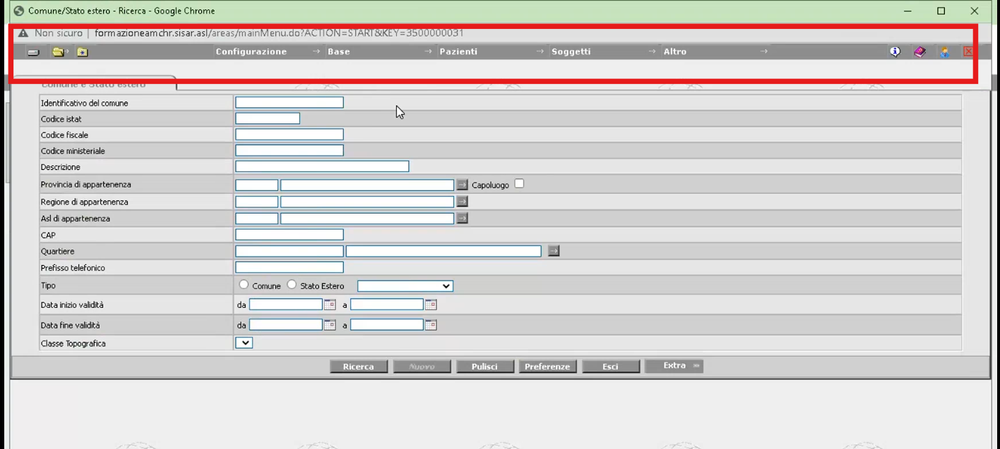 Comune/Stato estero - Ricerca - Google Chrome
Non sicuro | formazioneamchr.sisar.asl/areas/mainMenu.do?ACTION=START&KEY=3500000031
Configurazione Base Pazienti Soggetti Altro
Comune e Stato estero
Identificativo del comune
Codice istat
Codice fiscale
Codice ministeriale
Descrizione
Provincia di appartenenza Capoluogo
Regione di appartenenza
Asl di appartenenza
CAP
Quartiere
Prefisso telefonico
Tipo Comune Stato Estero
Data inizio validità da a
Data fine validità da a
Classe Topografica
Ricerca Nuovo Pulisci Preferenze Esci Extra